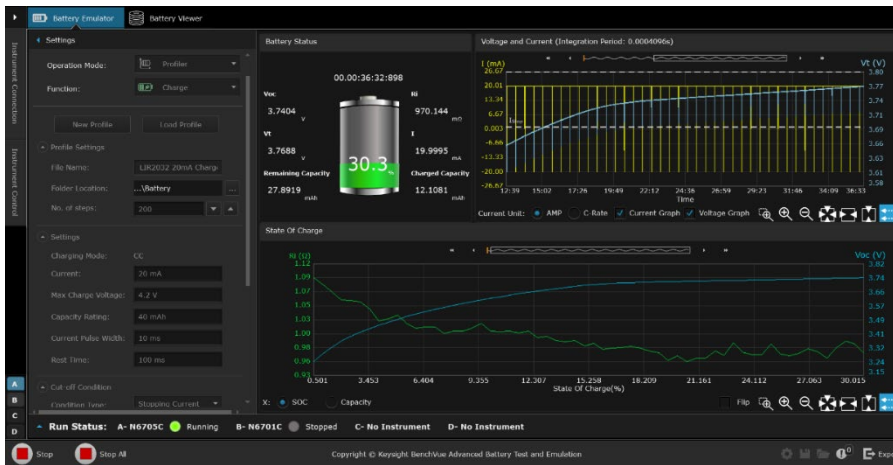 Battery Emulator Battery Viewer
Instrument Connection
Instrument Control
A
B
C
D
Settings
Operation Mode: Profiler
Function: Charge
New Profile Load Profile
Profile Settings
File Name: LIR2032 20mA Charg-
Folder Location: ...\Battery ...
No. of steps: 200
Settings
Charging Mode: CC
Current: 20 mA
Max Charge Voltage: 4.2 V
Capacity Rating: 40 mAh
Current Pulse Width: 10 ms
Rest Time: 100 ms
Cut-off Condition
Condition Type: Stopping Current
Battery Status
00.00:36:32:898
Voc Ri
3.7404 V 970.144 mΩ
Vt I
3.7688 V 19.9995 mA
30.3 %
Remaining Capacity Charged Capacity
27.8919 mAh 12.1081 mAh
Voltage and Current (Integration Period: 0.0004096s)
I (mA) Vt (V)
26.67 3.80
20.01 3.77
13.34 3.74
6.67 3.71
0.003 3.69
-6.66 3.66
-13.33 3.63
-20.00 3.61
-26.67 3.58
12:39 15:02 17:26 19:49 22:12 24:36 26:59 29:23 31:46 34:09 36:33
Time
Current Unit: AMP C-Rate Current Graph Voltage Graph
State Of Charge
Ri (Ω) Voc (V)
1.12 3.82
1.09 3.74
1.07 3.66
1.05 3.57
1.03 3.49
1.00 3.41
0.98 3.32
0.96 3.24
0.93 3.15
0.501 3.453 6.404 9.355 12.307 15.258 18.209 21.161 24.112 27.063 30.015
State Of Charge(%)
X: SOC Capacity Flip
Run Status: A- N6705C Running B- N6701C Stopped C- No Instrument D- No Instrument
Stop Stop All Copyright © Keysight BenchVue Advanced Battery Test and Emulation 0 Exp